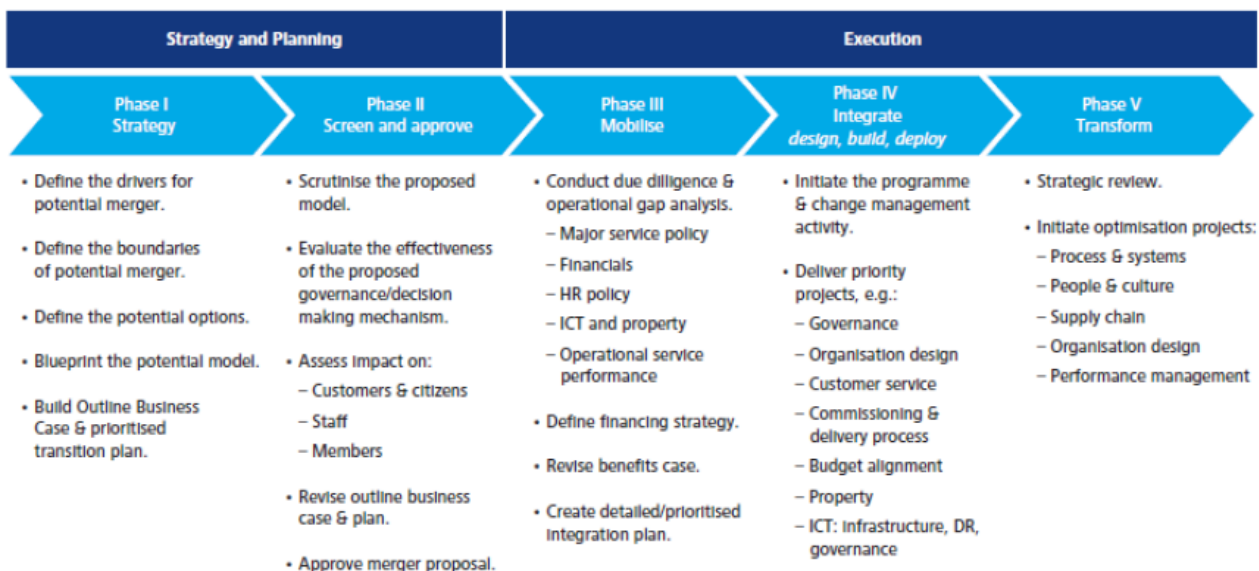 Strategy and Planning
Execution
Phase I
Strategy
Phase II
Screen and approve
Phase III
Mobilise
Phase IV
Integrate
design, build, deploy
Phase V
Transform
• Define the drivers for
potential merger.
• Define the boundaries
of potential merger.
• Define the potential options.
• Blueprint the potential model.
• Build Outline Business
Case & prioritised
transition plan.
• Scrutinise the proposed
model.
• Evaluate the effectiveness
of the proposed
governance/decision
making mechanism.
• Assess impact on:
– Customers & citizens
– Staff
– Members
• Revise outline business
case & plan.
• Approve merger proposal.
• Conduct due dilligence &
operational gap analysis.
– Major service policy
– Financials
– HR policy
– ICT and property
– Operational service
performance
• Define financing strategy.
• Revise benefits case.
• Create detailed/prioritised
integration plan.
• Initiate the programme
& change management
activity.
• Deliver priority
projects, e.g.:
– Governance
– Organisation design
– Customer service
– Commissioning &
delivery process
– Budget alignment
– Property
– ICT: infrastructure, DR,
governance
• Strategic review.
• Initiate optimisation projects:
– Process & systems
– People & culture
– Supply chain
– Organisation design
– Performance management